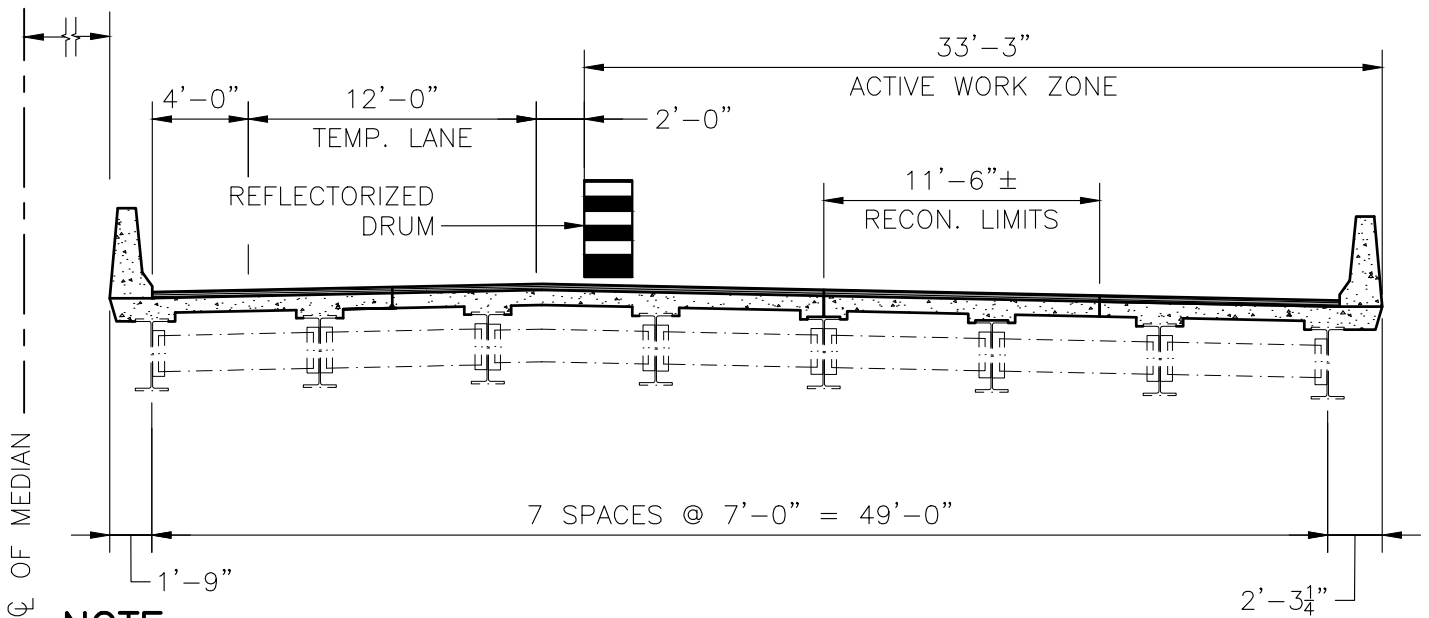 33'-3"
ACTIVE WORK ZONE
4'-0"
12'-0"
TEMP. LANE
2'-0"
REFLECTORIZED
DRUM
11'-6"±
RECON. LIMITS
7 SPACES @ 7'-0" = 49'-0"
1'-9"
2'-3¼"
℄ OF MEDIAN
NOTE